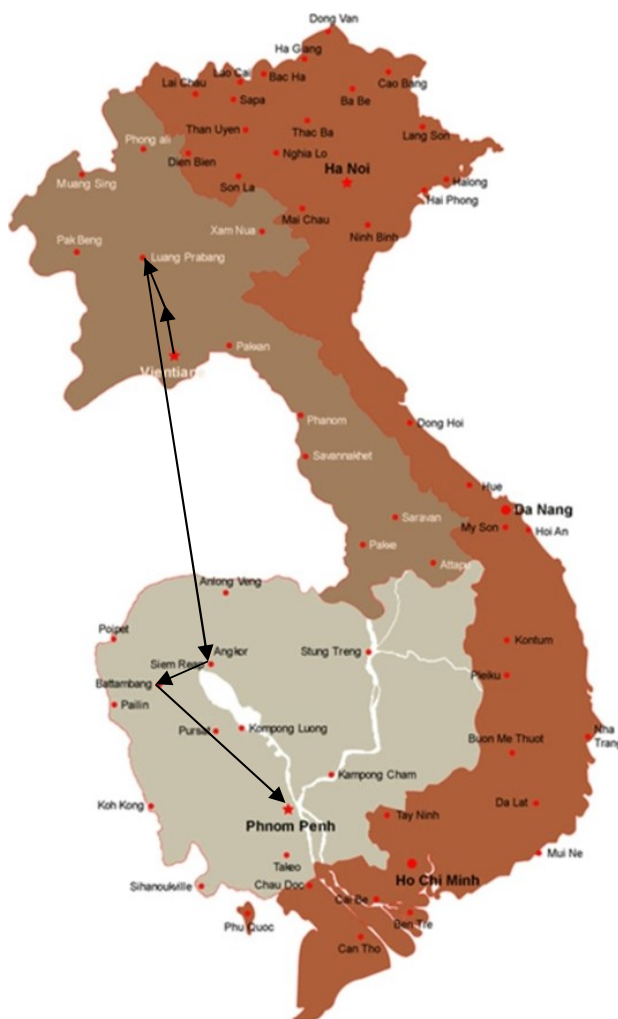 Dong Van
Ha Giang
Lao Cai
Bac Ha
Cao Bang
Lai Chau
Sapa
Ba Be
Than Uyen
Thac Ba
Lang Son
Phong ali
Dien Bien
Nghia Lo
Ha Noi
Muang Sing
Son La
Halong
Hai Phong
Mai Chau
Xam Nua
Ninh Binh
Pak Beng
Luang Prabang
Pakxan
Vientiane
Phanom
Dong Hoi
Savannakhet
Hue
Da Nang
Saravan
My Son
Hoi An
Pakse
Attapu
Anlong Veng
Poipet
Angkor
Siem Reap
Stung Treng
Kontum
Battambang
Pleiku
Pailin
Pursat
Kompong Luong
Buon Me Thuot
Nha
Trang
Kampong Cham
Koh Kong
Phnom Penh
Tay Ninh
Da Lat
Takeo
Mui Ne
Sihanoukville
Chau Doc
Ho Chi Minh
Cai Be
Phu Quoc
Ben Tre
Can Tho